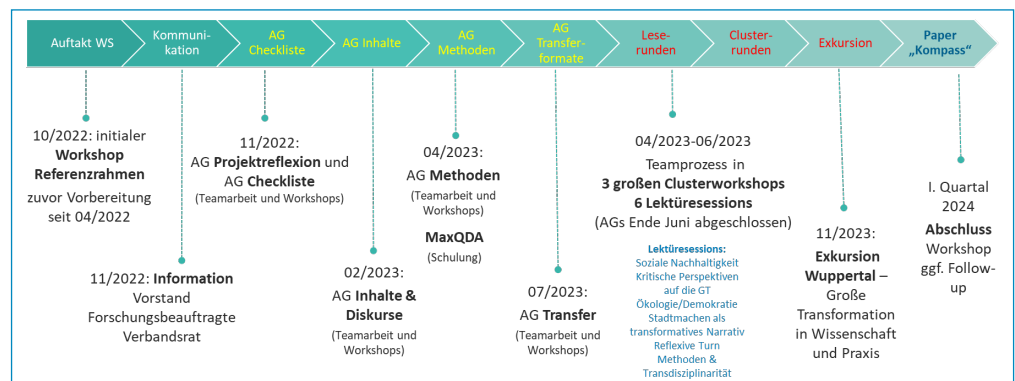 Auftakt WS
Kommuni-
kation
AG
Checkliste
AG Inhalte
AG
Methoden
AG
Transfer-
formate
Lese-
runden
Cluster-
runden
Exkursion
Paper
„Kompass“
10/2022: initialer
Workshop
Referenzrahmen
zuvor Vorbereitung
seit 04/2022
11/2022: Information
Vorstand
Forschungsbeauftragte
Verbandsrat
11/2022:
AG Projektreflexion und
AG Checkliste
(Teamarbeit und Workshops)
02/2023:
AG Inhalte &
Diskurse
(Teamarbeit und
Workshops)
04/2023:
AG Methoden
(Teamarbeit und
Workshops)
MaxQDA
(Schulung)
07/2023:
AG Transfer
(Teamarbeit und
Workshops)
04/2023-06/2023
Teamprozess in
3 großen Clusterworkshops
6 Lektüresessions
(AGs Ende Juni abgeschlossen)
Lektüresessions:
Soziale Nachhaltigkeit
Kritische Perspektiven
auf die GT
Ökologie/Demokratie
Stadtmachen als
transformatives Narrativ
Reflexive Turn
Methoden &
Transdisziplinarität
11/2023:
Exkursion
Wuppertal –
Große
Transformation
in Wissenschaft
und Praxis
I. Quartal
2024
Abschluss
Workshop
ggf. Follow-
up